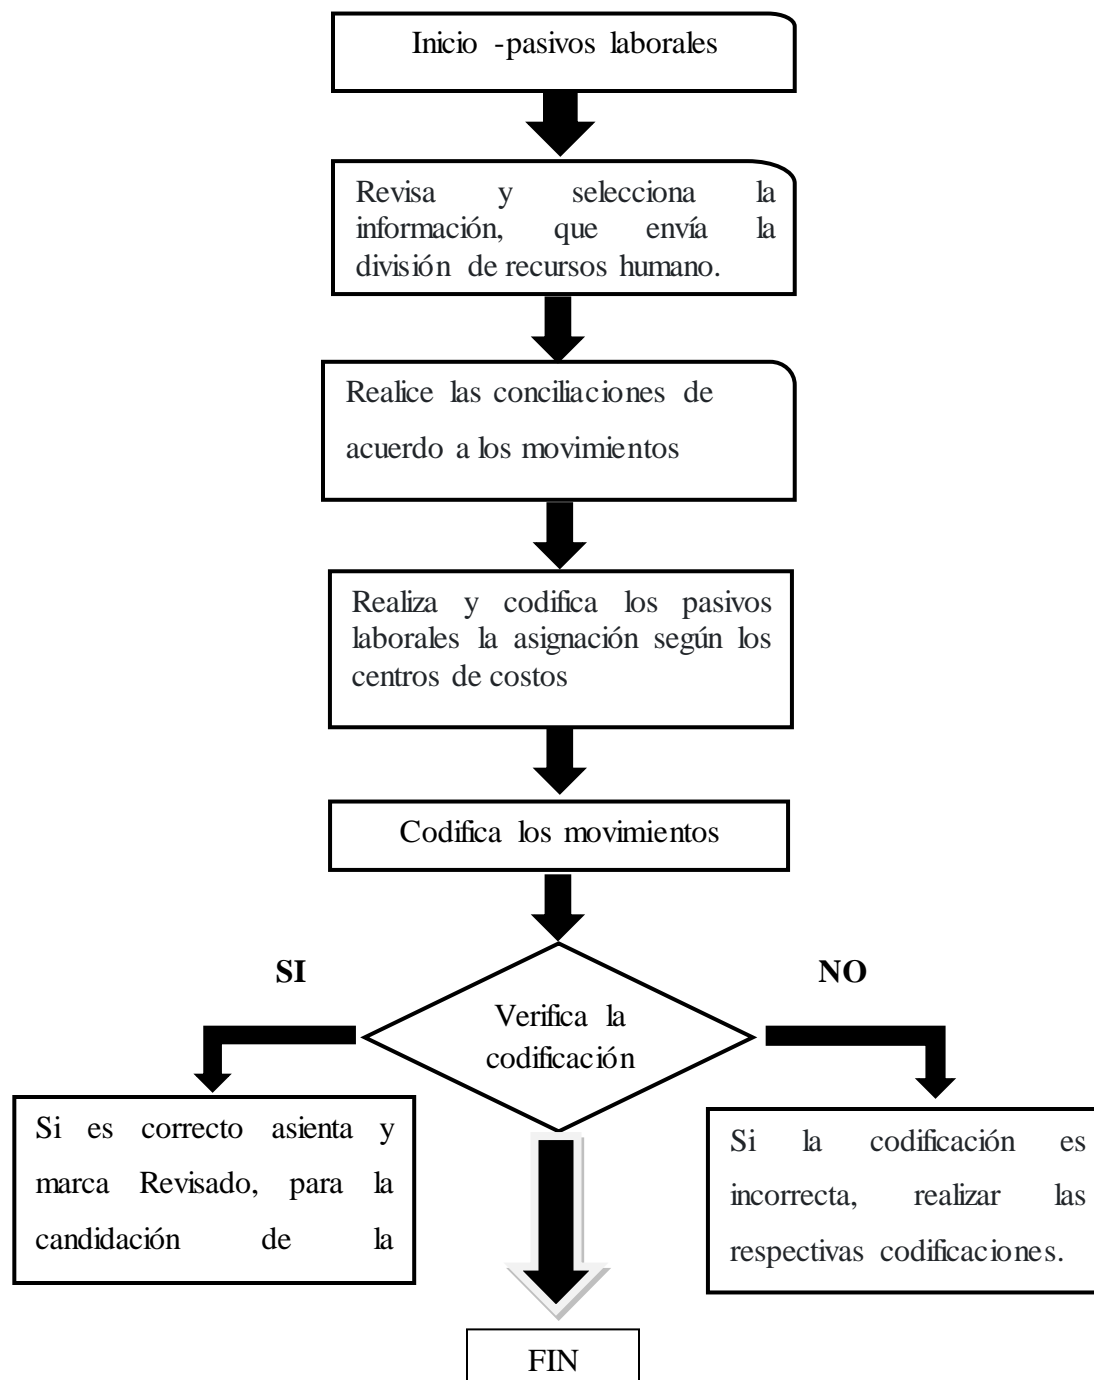 Inicio -pasivos laborales
Revisa y selecciona la
información, que envía la
división de recursos humano.
Realice las conciliaciones de
acuerdo a los movimientos
Realiza y codifica los pasivos
laborales la asignación según los
centros de costos
Codifica los movimientos
SI
NO
Verifica la
codificación
Si es correcto asienta y
marca Revisado, para la
candidación de la
Si la codificación es
incorrecta, realizar las
respectivas codificaciones.
FIN